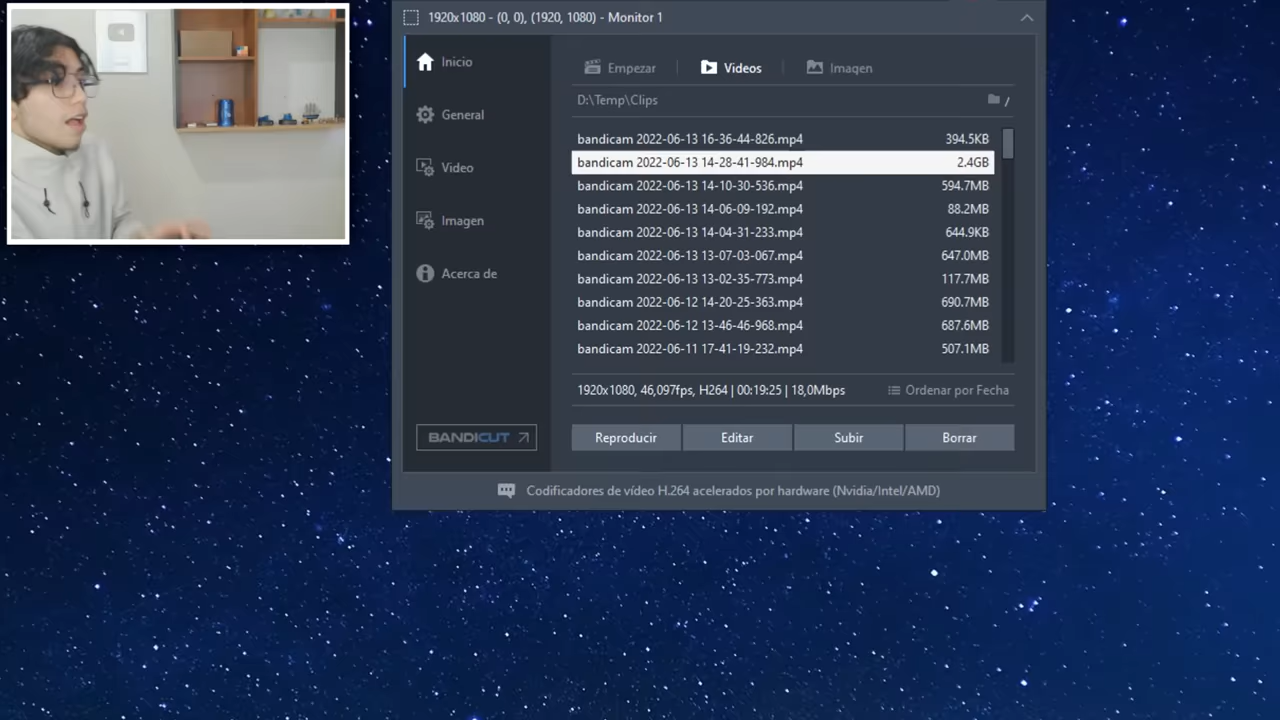 1920x1080 - (0, 0), (1920, 1080) - Monitor 1
Inicio
General
Video
Imagen
Acerca de
BANDICUT
Empezar
Videos
Imagen
D:\Temp\Clips
/
bandicam 2022-06-13 16-36-44-826.mp4 394.5KB
bandicam 2022-06-13 14-28-41-984.mp4 2.4GB
bandicam 2022-06-13 14-10-30-536.mp4 594.7MB
bandicam 2022-06-13 14-06-09-192.mp4 88.2MB
bandicam 2022-06-13 14-04-31-233.mp4 644.9KB
bandicam 2022-06-13 13-07-03-067.mp4 647.0MB
bandicam 2022-06-13 13-02-35-773.mp4 117.7MB
bandicam 2022-06-12 14-20-25-363.mp4 690.7MB
bandicam 2022-06-12 13-46-46-968.mp4 687.6MB
bandicam 2022-06-11 17-41-19-232.mp4 507.1MB
1920x1080, 46,097fps, H264 | 00:19:25 | 18,0Mbps
Ordenar por Fecha
Reproducir
Editar
Subir
Borrar
Codificadores de vídeo H.264 acelerados por hardware (Nvidia/Intel/AMD)